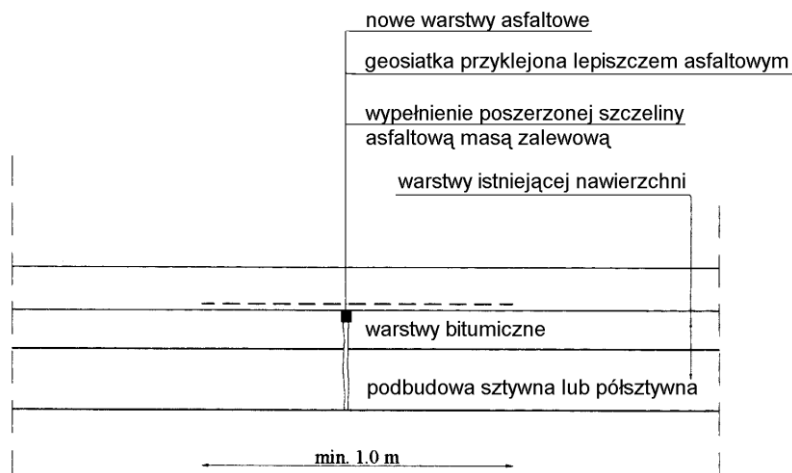 nowe warstwy asfaltowe
geosiatka przyklejona lepiszczem asfaltowym
wypełnienie poszerzonej szczeliny
asfaltową masą zalewową
warstwy istniejącej nawierzchni
warstwy bitumiczne
podbudowa sztywna lub półsztywna
min. 1.0 m